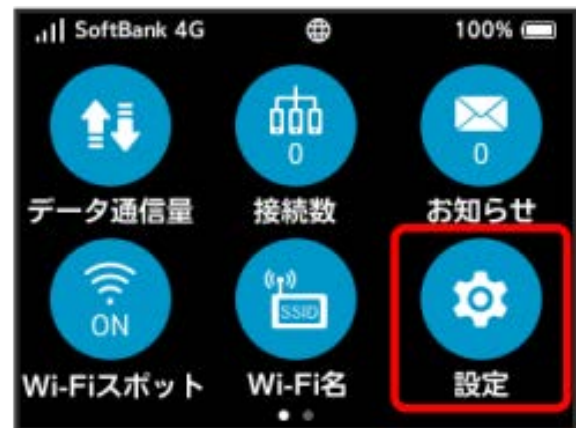 SoftBank 4G 100%
0 0
データ通信量 接続数 お知らせ
ON SSID
Wi-Fiスポット Wi-Fi名 設定